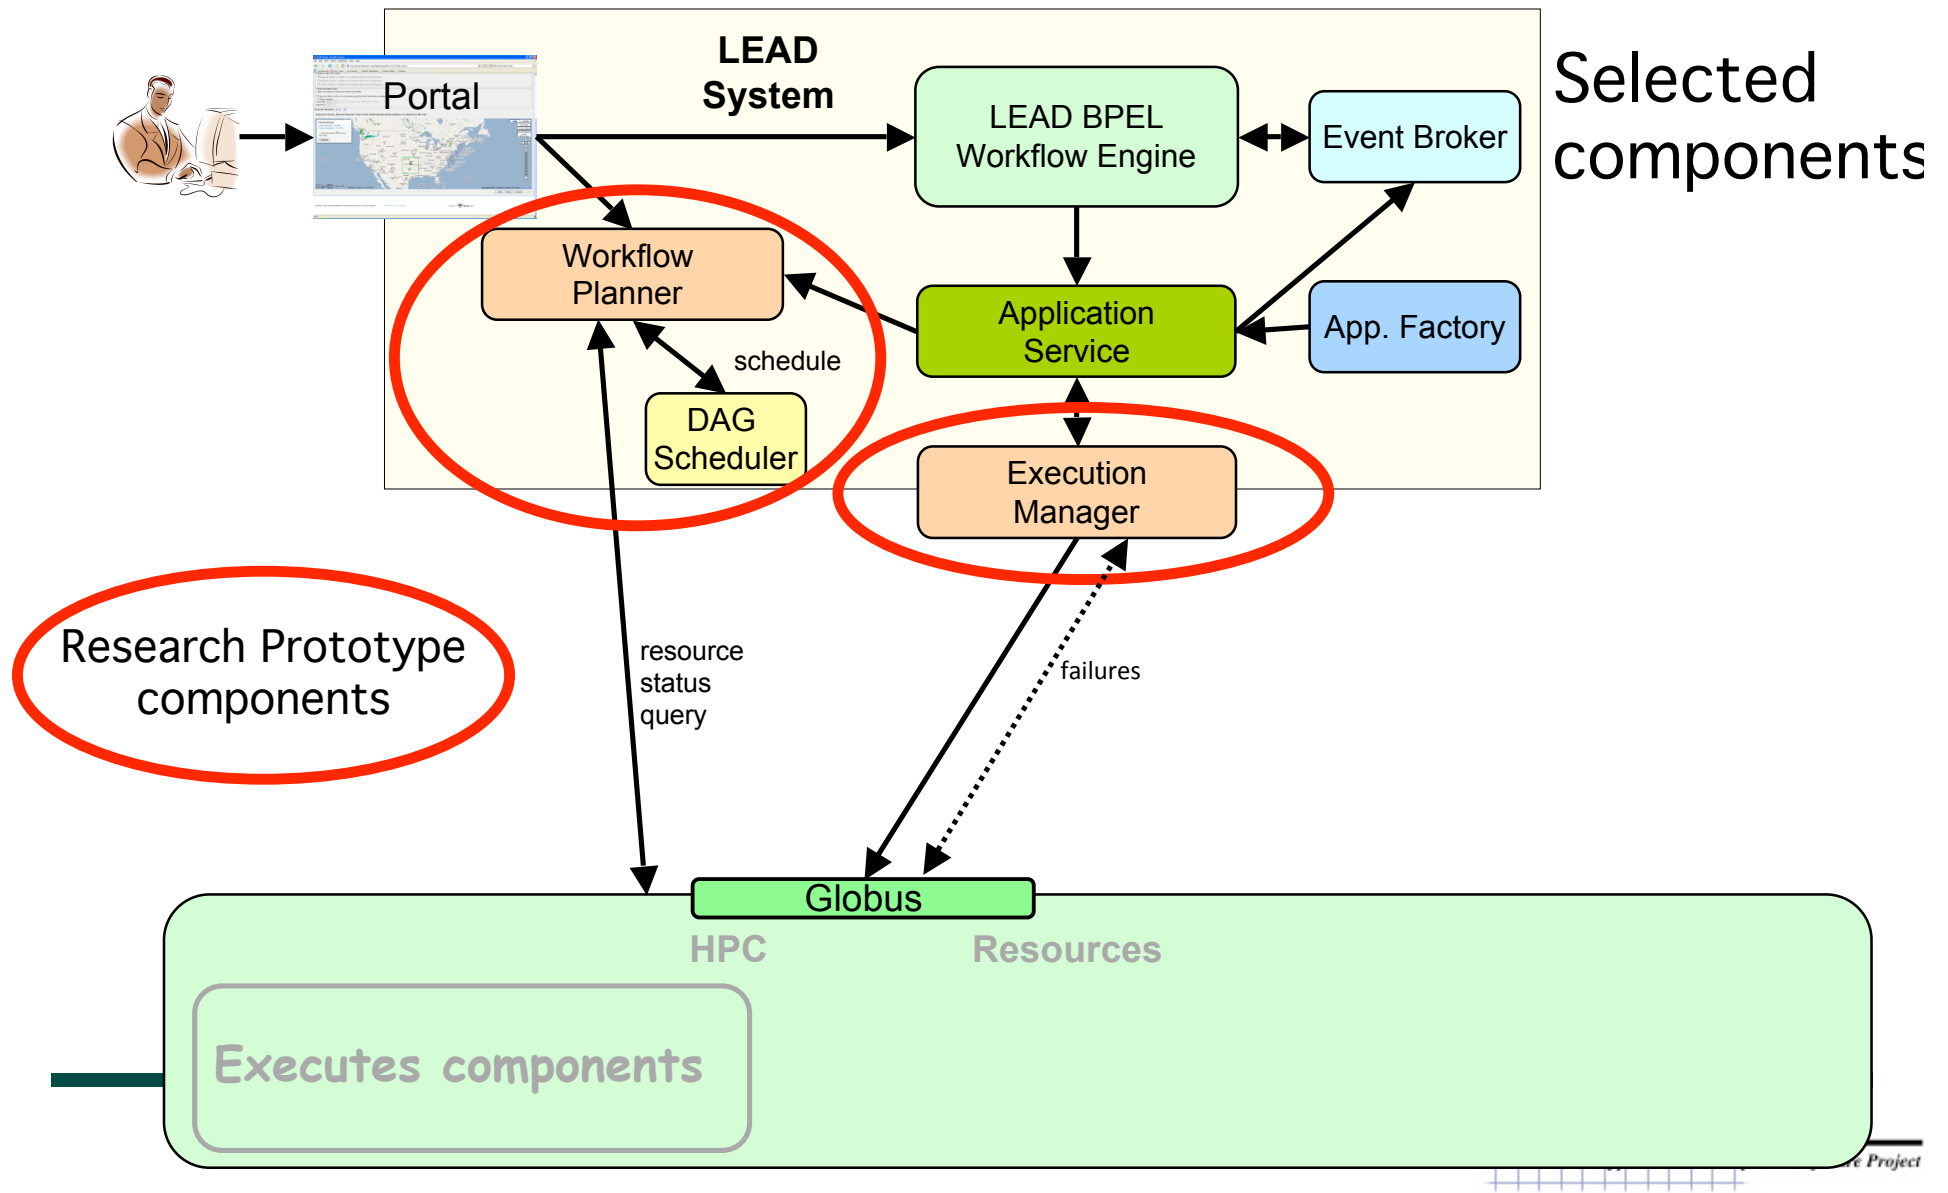 LEAD
System
Selected
components
Portal
LEAD BPEL
Workflow Engine
Event Broker
Workflow
Planner
Application
Service
App. Factory
schedule
DAG
Scheduler
Execution
Manager
Research Prototype
components
resource
status
query
failures
Globus
HPC Resources
Executes components
Project